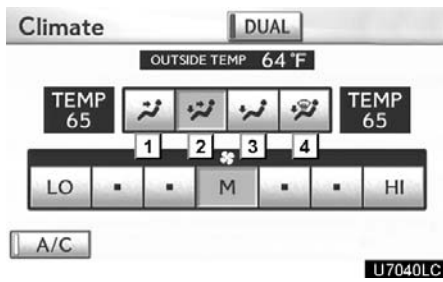 Climate DUAL
OUTSIDE TEMP 64 °F
TEMP 65 TEMP 65
1 2 3 4
LO M HI
A/C
U7040LC